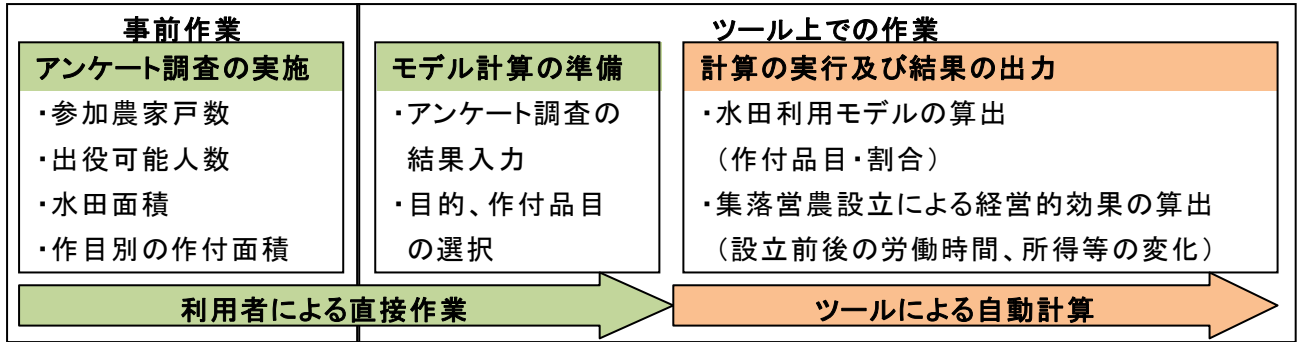 事前作業
アンケート調査の実施
・参加農家戸数
・出役可能人数
・水田面積
・作目別の作付面積
ツール上での作業
モデル計算の準備
・アンケート調査の
結果入力
・目的、作付品目
の選択
計算の実行及び結果の出力
・水田利用モデルの算出
（作付品目・割合）
・集落営農設立による経営的効果の算出
（設立前後の労働時間、所得等の変化）
利用者による直接作業
ツールによる自動計算